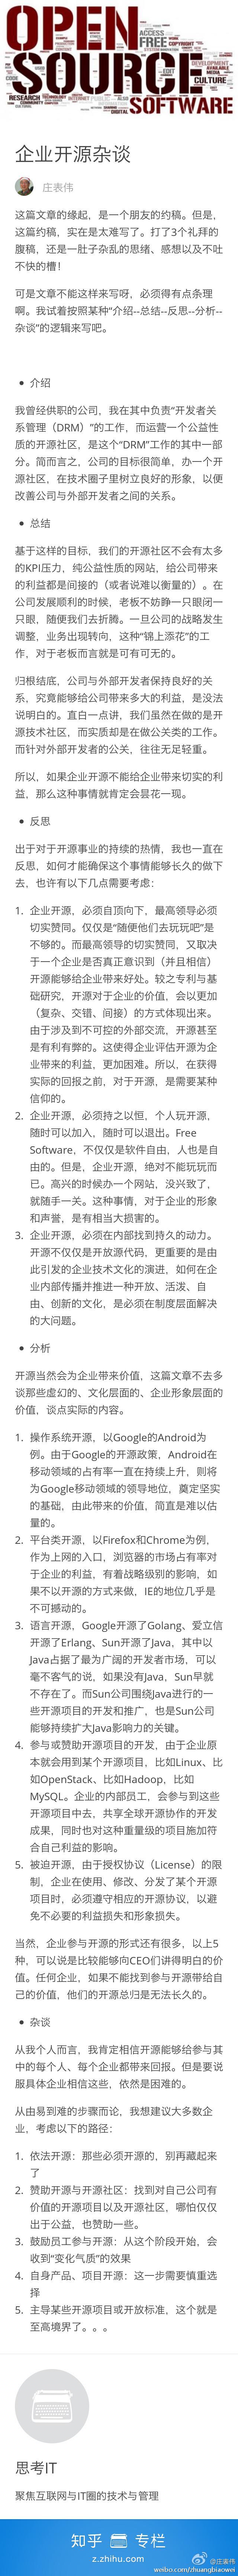 OPEN
SOURCE
SOFTWARE
ACCESS
FREE
COPYRIGHT
EDIT
MEDIA
AVAILABLE
CULTURE
RESEARCH
COMMUNITY
DIGITAL
企业开源杂谈
庄表伟
这篇文章的缘起，是一个朋友的约稿。但是，
这篇约稿，实在是太难写了。打了3个礼拜的
腹稿，还是一肚子杂乱的思绪、感想以及不吐
不快的槽！
可是文章不能这样来写呀，必须得有点条理
啊。我试着按照某种“介绍--总结--反思--分析--
杂谈”的逻辑来写吧。
• 介绍
我曾经供职的公司，我在其中负责“开发者关
系管理（DRM）”的工作，而运营一个公益性
质的开源社区，是这个“DRM”工作的其中一部
分。简而言之，公司的目标很简单，办一个开
源社区，在技术圈子里树立良好的形象，以便
改善公司与外部开发者之间的关系。
• 总结
基于这样的目标，我们的开源社区不会有太多
的KPI压力，纯公益性质的网站，给公司带来
的利益都是间接的（或者说难以衡量的）。在
公司发展顺利的时候，老板不妨睁一只眼闭一
只眼，随便我们去折腾。一旦公司的战略发生
调整，业务出现转向，这种“锦上添花”的工
作，对于老板而言就是可有可无的。
归根结底，公司与外部开发者保持良好的关
系，究竟能够给公司带来多大的利益，是没法
说明白的。直白一点讲，我们虽然在做的是开
源技术社区，而实质却是在做公关类的工作。
而针对外部开发者的公关，往往无足轻重。
所以，如果企业开源不能给企业带来切实的利
益，那么这种事情就肯定会昙花一现。
• 反思
出于对于开源事业的持续的热情，我也一直在
反思，如何才能确保这个事情能够长久的做下
去，也许有以下几点需要考虑：
1. 企业开源，必须自顶向下，最高领导必须
切实赞同。仅仅是“随便他们去玩玩吧”是
不够的。而最高领导的切实赞同，又取决
于一个企业是否真正意识到（并且相信）
开源能够给企业带来好处。较之专利与基
础研究，开源对于企业的价值，会以更加
（复杂、交错、间接）的方式体现出来。
由于涉及到不可控的外部交流，开源甚至
是有利有弊的。这使得企业评估开源为企
业带来的利益，更加困难。所以，在获得
实际的回报之前，对于开源，是需要某种
信仰的。
2. 企业开源，必须持之以恒，个人玩开源，
随时可以加入，随时可以退出。Free
Software，不仅仅是软件自由，人也是自
由的。但是，企业开源，绝对不能玩玩而
已。高兴的时候办一个网站，没兴致了，
就随手一关。这种事情，对于企业的形象
和声誉，是有相当大损害的。
3. 企业开源，必须在内部找到持久的动力。
开源不仅仅是开放源代码，更重要的是由
此引发的企业技术文化的演进，如何在企
业内部传播并推进一种开放、活泼、自
由、创新的文化，是必须在制度层面解决
的大问题。
• 分析
开源当然会为企业带来价值，这篇文章不去多
谈那些虚幻的、文化层面的、企业形象层面的
价值，谈点实际的内容。
1. 操作系统开源，以Google的Android为
例。由于Google的开源政策，Android在
移动领域的占有率一直在持续上升，则将
为Google移动领域的领导地位，奠定坚实
的基础，由此带来的价值，简直是难以估
量的。
2. 平台类开源，以Firefox和Chrome为例，
作为上网的入口，浏览器的市场占有率对
于企业的利益，有着战略级别的影响，如
果不以开源的方式来做，IE的地位几乎是
不可撼动的。
3. 语言开源，Google开源了Golang、爱立信
开源了Erlang、Sun开源了Java，其中以
Java占据了最为广阔的开发者市场，可以
毫不客气的说，如果没有Java，Sun早就
不存在了。而Sun公司围绕Java进行的一
些开源项目的开发和推广，也是Sun公司
能够持续扩大Java影响力的关键。
4. 参与或赞助开源项目的开发，由于企业原
本就会用到某个开源项目，比如Linux、比
如OpenStack、比如Hadoop，比如
MySQL。企业的内部员工，会参与到这些
开源项目中去，共享全球开源协作的开发
成果，同时也对这种重量级的项目施加符
合自己利益的影响。
5. 被迫开源，由于授权协议（License）的限
制，企业在使用、修改、分发了某个开源
项目时，必须遵守相应的开源协议，以避
免不必要的利益损失和形象损失。
当然，企业参与开源的形式还有很多，以上5
种，可以说是比较能够向CEO们讲得明白的价
值。任何企业，如果不能找到参与开源带给自
己的价值，他们的开源总归是无法长久的。
• 杂谈
从我个人而言，我肯定相信开源能够给参与其
中的每个人、每个企业都带来回报。但是要说
服具体企业相信这些，依然是困难的。
从由易到难的步骤而论，我想建议大多数企
业，考虑以下的路径：
1. 依法开源：那些必须开源的，别再藏起来
了
2. 赞助开源与开源社区：找到对自己公司有
价值的开源项目以及开源社区，哪怕仅仅
出于公益，也赞助一些。
3. 鼓励员工参与开源：从这个阶段开始，会
收到“变化气质”的效果
4. 自身产品、项目开源：这一步需要慎重选
择
5. 主导某些开源项目或开放标准，这个就是
至高境界了。。。
思考IT
聚焦互联网与IT圈的技术与管理
知乎 专栏
z.zhihu.com
@庄表伟
weibo.com/zhuangbiaowei